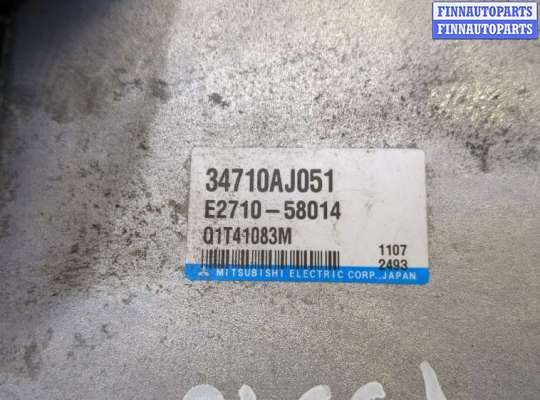 FINNAUTOPARTS
FINNAUTOPARTS
34710AJ051
E2710-58014
Q1T41083M
1107
2493
MITSUBISHI ELECTRIC CORP., JAPAN